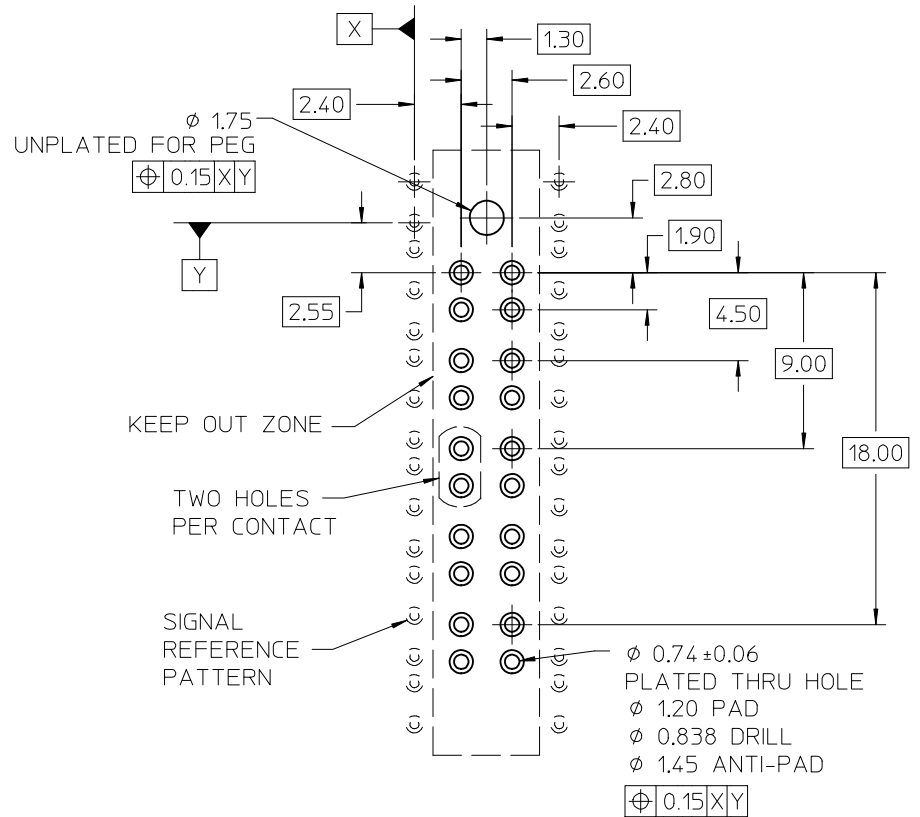 X
1.30
2.60
2.40
2.40
⌀ 1.75
UNPLATED FOR PEG
⌖ 0.15 X Y
2.80
1.90
Y
2.55
4.50
9.00
KEEP OUT ZONE
18.00
TWO HOLES
PER CONTACT
SIGNAL
REFERENCE
PATTERN
⌀ 0.74±0.06
PLATED THRU HOLE
⌀ 1.20 PAD
⌀ 0.838 DRILL
⌀ 1.45 ANTI-PAD
⌖ 0.15 X Y